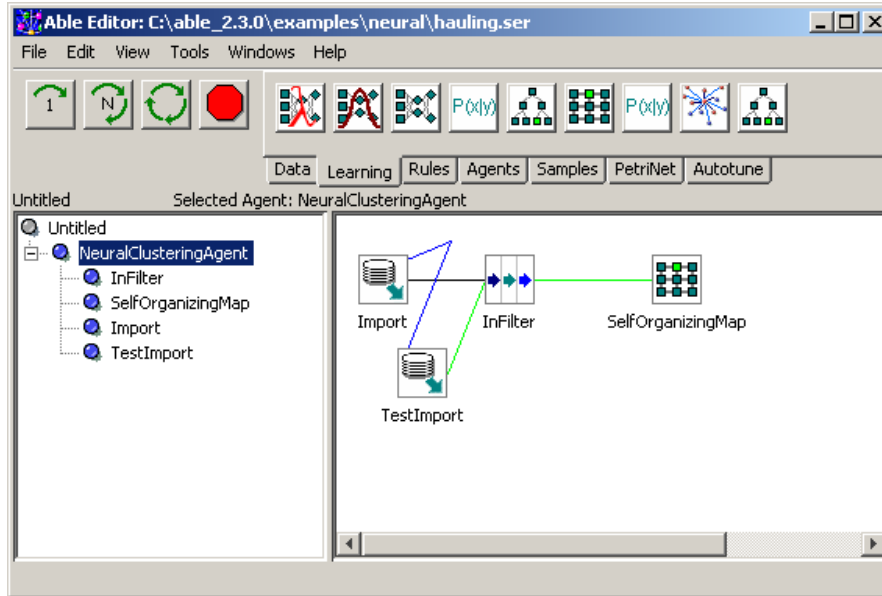 Able Editor: C:\able_2.3.0\examples\neural\hauling.ser
File Edit View Tools Windows Help
1 N P(x|y) P(x|y)
Data Learning Rules Agents Samples PetriNet Autotune
Untitled Selected Agent: NeuralClusteringAgent
Untitled
NeuralClusteringAgent
InFilter
SelfOrganizingMap
Import
TestImport
Import InFilter SelfOrganizingMap
TestImport